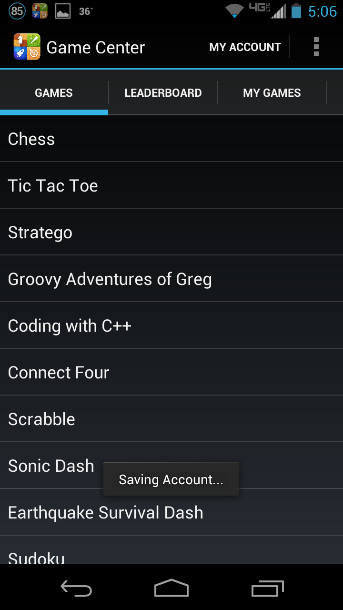 85 36° 4G 5:06
Game Center MY ACCOUNT
GAMES LEADERBOARD MY GAMES
Chess
Tic Tac Toe
Stratego
Groovy Adventures of Greg
Coding with C++
Connect Four
Scrabble
Sonic Dash
Saving Account...
Earthquake Survival Dash
Sudoku